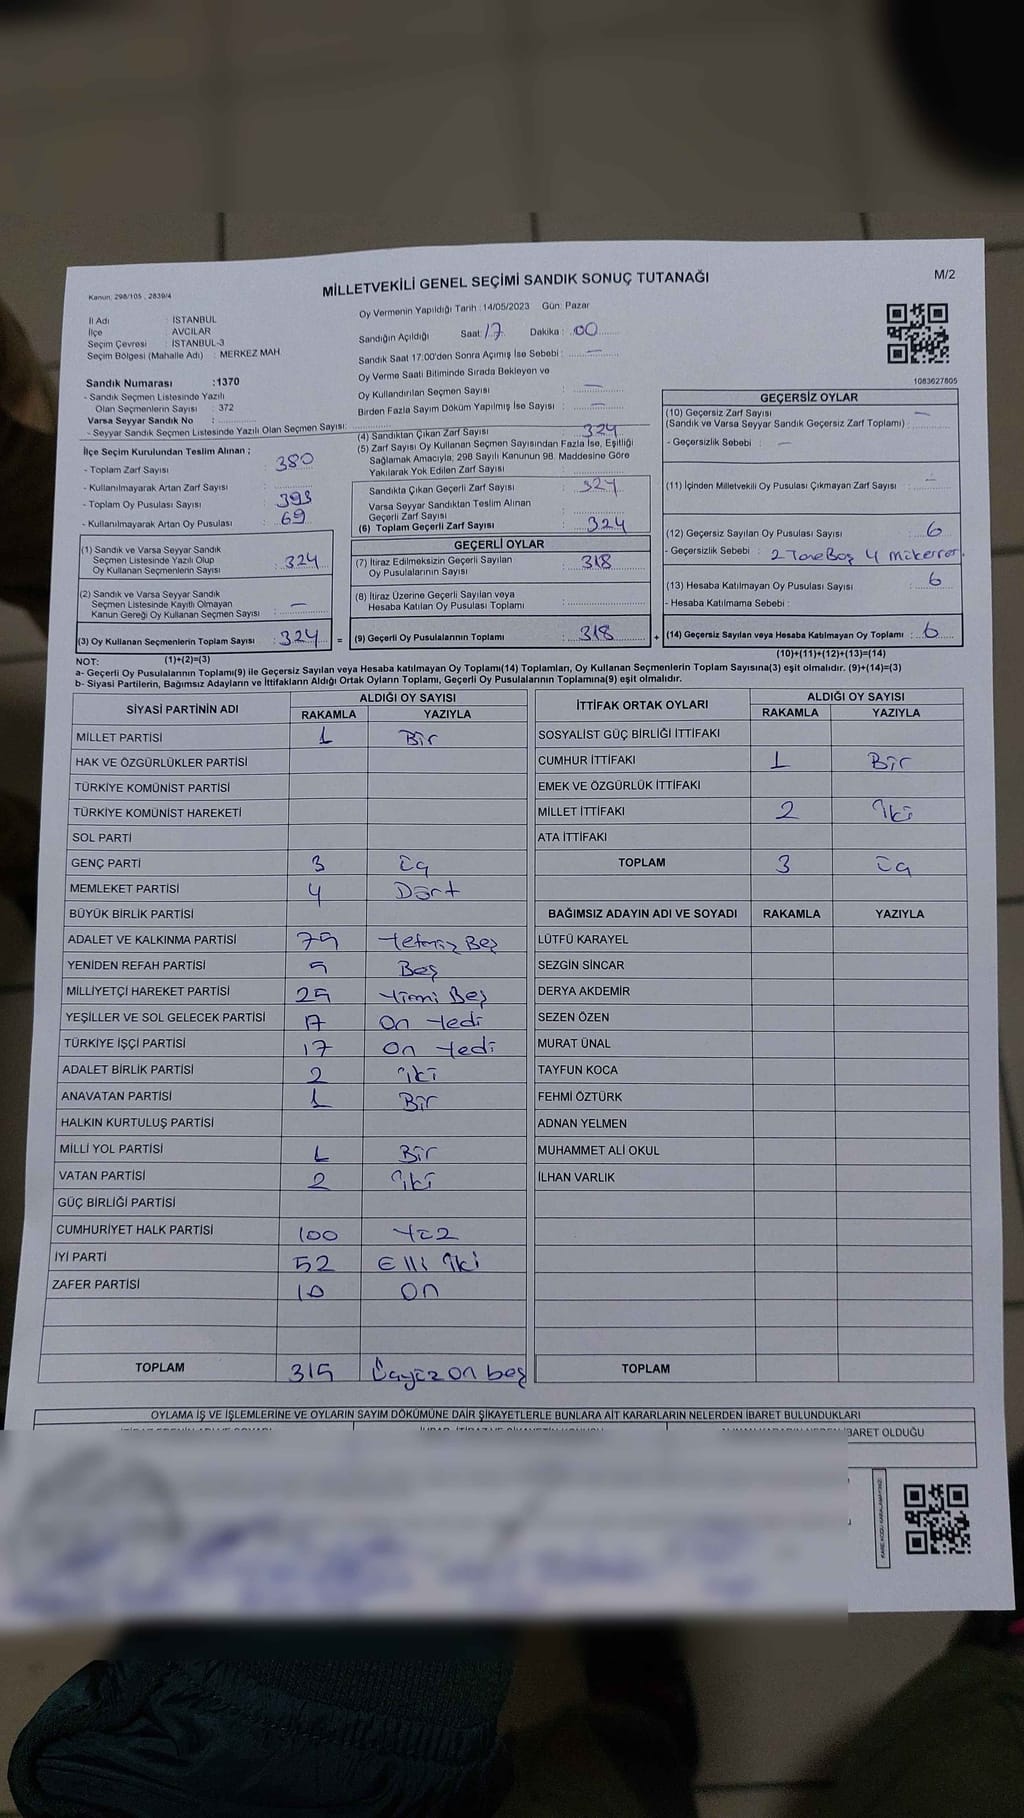 MİLLETVEKİLİ GENEL SEÇİMİ SANDIK SONUÇ TUTANAĞI
M/2
Kanun: 298/105 , 2839/4
İl Adı : İSTANBUL
İlçe : AVCILAR
Seçim Çevresi : İSTANBUL-3
Seçim Bölgesi (Mahalle Adı) : MERKEZ MAH
Sandık Numarası :1370
- Sandık Seçmen Listesinde Yazılı
Olan Seçmenlerin Sayısı : 372
Varsa Seyyar Sandık No :
- Seyyar Sandık Seçmen Listesinde Yazılı Olan Seçmen Sayısı:
Oy Vermenin Yapıldığı Tarih : 14/05/2023 Gün: Pazar
Sandığın Açıldığı Saat: 17 Dakika : 00
Sandık Saat 17:00'den Sonra Açımış İse Sebebi : —
Oy Verme Saati Bitiminde Sırada Bekleyen ve
Oy Kullandırılan Seçmen Sayısı : —
Birden Fazla Sayım Döküm Yapılmış İse Sayısı : —
1083627805
İlçe Seçim Kurulundan Teslim Alınan ;
- Toplam Zarf Sayısı : 380
- Kullanılmayarak Artan Zarf Sayısı :
- Toplam Oy Pusulası Sayısı : 393
- Kullanılmayarak Artan Oy Pusulası : 69
(1) Sandık ve Varsa Seyyar Sandık
Seçmen Listesinde Yazılı Olup
Oy Kullanan Seçmenlerin Sayısı : 324
(2) Sandık ve Varsa Seyyar Sandık
Seçmen Listesinde Kayıtlı Olmayan
Kanun Gereği Oy Kullanan Seçmen Sayısı : —
(3) Oy Kullanan Seçmenlerin Toplam Sayısı : 324 =
(1)+(2)=(3)
(4) Sandıktan Çıkan Zarf Sayısı : 324
(5) Zarf Sayısı Oy Kullanan Seçmen Sayısından Fazla İse, Eşitliği
Sağlamak Amacıyla; 298 Sayılı Kanunun 98. Maddesine Göre
Yakılarak Yok Edilen Zarf Sayısı :
Sandıkta Çıkan Geçerli Zarf Sayısı : 324
Varsa Seyyar Sandıktan Teslim Alınan
Geçerli Zarf Sayısı :
(6) Toplam Geçerli Zarf Sayısı : 324
GEÇERLİ OYLAR
(7) İtiraz Edilmeksizin Geçerli Sayılan
Oy Pusulalarının Sayısı : 318
(8) İtiraz Üzerine Geçerli Sayılan veya
Hesaba Katılan Oy Pusulası Toplamı :
(9) Geçerli Oy Pusulalarının Toplamı : 318 +
GEÇERSİZ OYLAR
(10) Geçersiz Zarf Sayısı —
(Sandık ve Varsa Seyyar Sandık Geçersiz Zarf Toplamı) :
- Geçersizlik Sebebi : —
(11) İçinden Milletvekili Oy Pusulası Çıkmayan Zarf Sayısı : —
(12) Geçersiz Sayılan Oy Pusulası Sayısı : 6
- Geçersizlik Sebebi : 2 Tane Boş 4 Mükerrer
(13) Hesaba Katılmayan Oy Pusulası Sayısı : 6
- Hesaba Katılmama Sebebi :
(14) Geçersiz Sayılan veya Hesaba Katılmayan Oy Toplamı : 6
(10)+(11)+(12)+(13)=(14)
NOT:
a- Geçerli Oy Pusulalarının Toplamı(9) ile Geçersiz Sayılan veya Hesaba katılmayan Oy Toplamı(14) Toplamları, Oy Kullanan Seçmenlerin Toplam Sayısına(3) eşit olmalıdır. (9)+(14)=(3)
b- Siyasi Partilerin, Bağımsız Adayların ve İttifakların Aldığı Ortak Oyların Toplamı, Geçerli Oy Pusulalarının Toplamına(9) eşit olmalıdır.
SİYASİ PARTİNİN ADI ALDIĞI OY SAYISI
RAKAMLA YAZIYLA
MİLLET PARTİSİ 1 Bir
HAK VE ÖZGÜRLÜKLER PARTİSİ
TÜRKİYE KOMÜNİST PARTİSİ
TÜRKİYE KOMÜNİST HAREKETİ
SOL PARTİ
GENÇ PARTİ 3 üç
MEMLEKET PARTİSİ 4 Dört
BÜYÜK BİRLİK PARTİSİ
ADALET VE KALKINMA PARTİSİ 75 Yetmiş Beş
YENİDEN REFAH PARTİSİ 5 Beş
MİLLİYETÇİ HAREKET PARTİSİ 25 Yirmi Beş
YEŞİLLER VE SOL GELECEK PARTİSİ 17 On Yedi
TÜRKİYE İŞÇİ PARTİSİ 17 On Yedi
ADALET BİRLİK PARTİSİ 2 iki
ANAVATAN PARTİSİ 1 Bir
HALKIN KURTULUŞ PARTİSİ
MİLLİ YOL PARTİSİ 1 Bir
VATAN PARTİSİ 2 iki
GÜÇ BİRLİĞİ PARTİSİ
CUMHURİYET HALK PARTİSİ 100 Yüz
İYİ PARTİ 52 Elli iki
ZAFER PARTİSİ 10 On
TOPLAM 315 Üçyüz On beş
İTTİFAK ORTAK OYLARI ALDIĞI OY SAYISI
RAKAMLA YAZIYLA
SOSYALİST GÜÇ BİRLİĞİ İTTİFAKI
CUMHUR İTTİFAKI 1 Bir
EMEK VE ÖZGÜRLÜK İTTİFAKI
MİLLET İTTİFAKI 2 iki
ATA İTTİFAKI
TOPLAM 3 üç
BAĞIMSIZ ADAYIN ADI VE SOYADI RAKAMLA YAZIYLA
LÜTFÜ KARAYEL
SEZGİN SİNCAR
DERYA AKDEMİR
SEZEN ÖZEN
MURAT ÜNAL
TAYFUN KOCA
FEHMİ ÖZTÜRK
ADNAN YELMEN
MUHAMMET ALİ OKUL
İLHAN VARLIK
TOPLAM
OYLAMA İŞ VE İŞLEMLERİNE VE OYLARIN SAYIM DÖKÜMÜNE DAİR ŞİKAYETLERLE BUNLARA AİT KARARLARIN NELERDEN İBARET BULUNDUKLARI
İBARET OLDUĞU